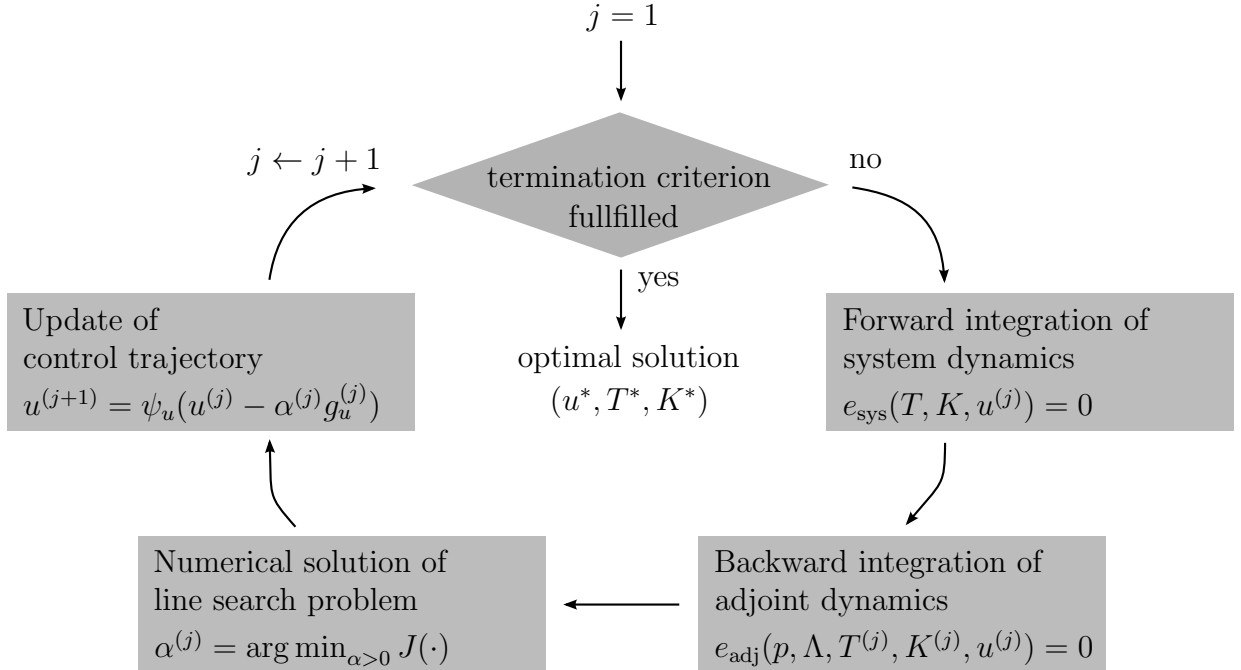 j = 1
termination criterion
fullfilled
no
yes
optimal solution
(u*, T*, K*)
Forward integration of
system dynamics
e_sys(T, K, u^(j)) = 0
Backward integration of
adjoint dynamics
e_adj(p, Λ, T^(j), K^(j), u^(j)) = 0
Numerical solution of
line search problem
α^(j) = arg min_{α>0} J(·)
Update of
control trajectory
u^(j+1) = ψ_u(u^(j) − α^(j) g_u^(j))
j ← j + 1